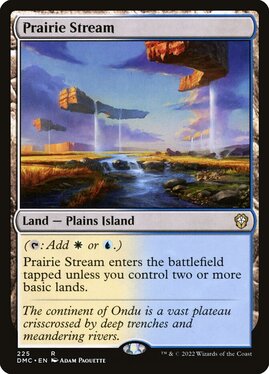 Prairie Stream
Land — Plains Island
(: Add or .)
Prairie Stream enters the battlefield
tapped unless you control two or more
basic lands.
The continent of Ondu is a vast plateau
crisscrossed by deep trenches and
meandering rivers.
225 R
DMC • EN Adam Paquette
™ & © 2022 Wizards of the Coast